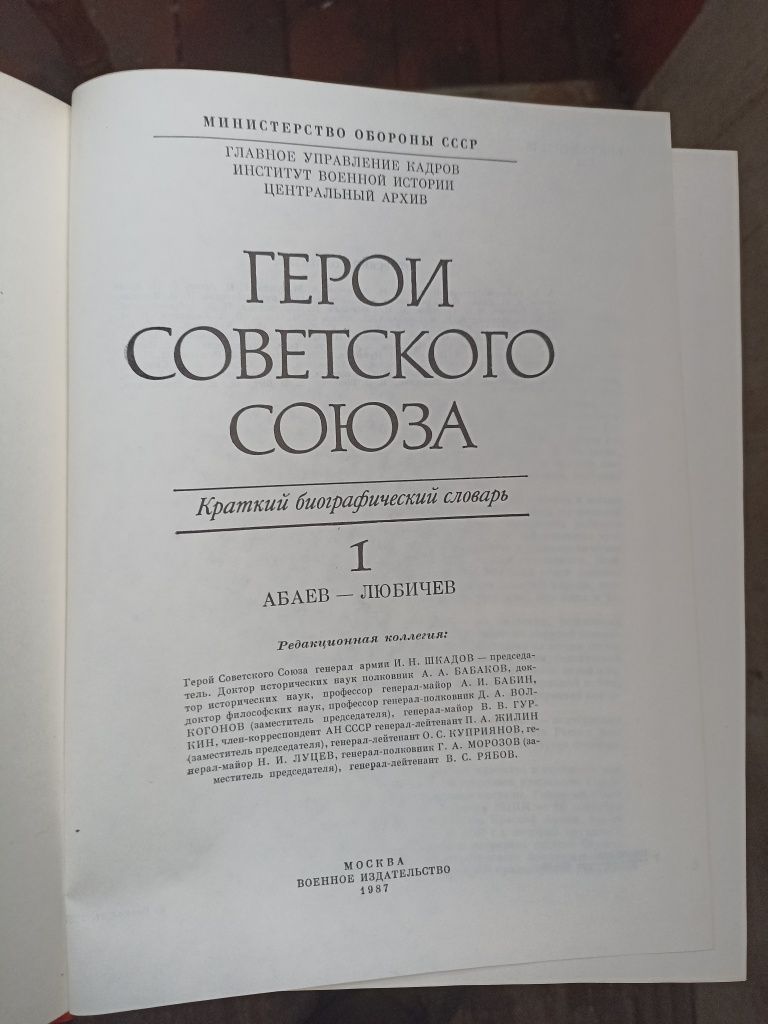 МИНИСТЕРСТВО ОБОРОНЫ СССР
ГЛАВНОЕ УПРАВЛЕНИЕ КАДРОВ
ИНСТИТУТ ВОЕННОЙ ИСТОРИИ
ЦЕНТРАЛЬНЫЙ АРХИВ
ГЕРОИ
СОВЕТСКОГО
СОЮЗА
Краткий биографический словарь
1
АБАЕВ — ЛЮБИЧЕВ
Редакционная коллегия:
Герой Советского Союза генерал армии И. Н. ШКАДОВ — председа-
тель. Доктор исторических наук полковник А. А. БАБАКОВ, док-
тор исторических наук, профессор генерал-майор А. И. БАБИН,
доктор философских наук, профессор генерал-полковник Д. А. ВОЛ-
КОГОНОВ (заместитель председателя), генерал-майор В. В. ГУР-
КИН, член-корреспондент АН СССР генерал-лейтенант П. А. ЖИЛИН
(заместитель председателя), генерал-лейтенант О. С. КУПРИЯНОВ, ге-
нерал-майор Н. И. ЛУЦЕВ, генерал-полковник Г. А. МОРОЗОВ (за-
меститель председателя), генерал-лейтенант В. С. РЯБОВ.
МОСКВА
ВОЕННОЕ ИЗДАТЕЛЬСТВО
1987